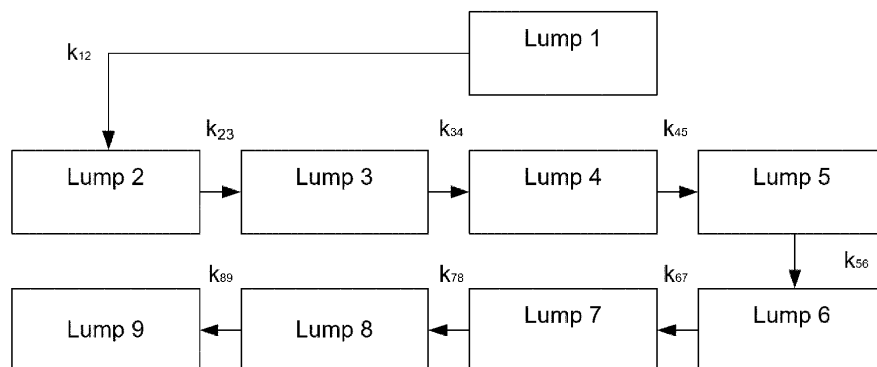 Lump 1
k12
k23
k34
k45
Lump 2
Lump 3
Lump 4
Lump 5
k89
k78
k67
k56
Lump 9
Lump 8
Lump 7
Lump 6